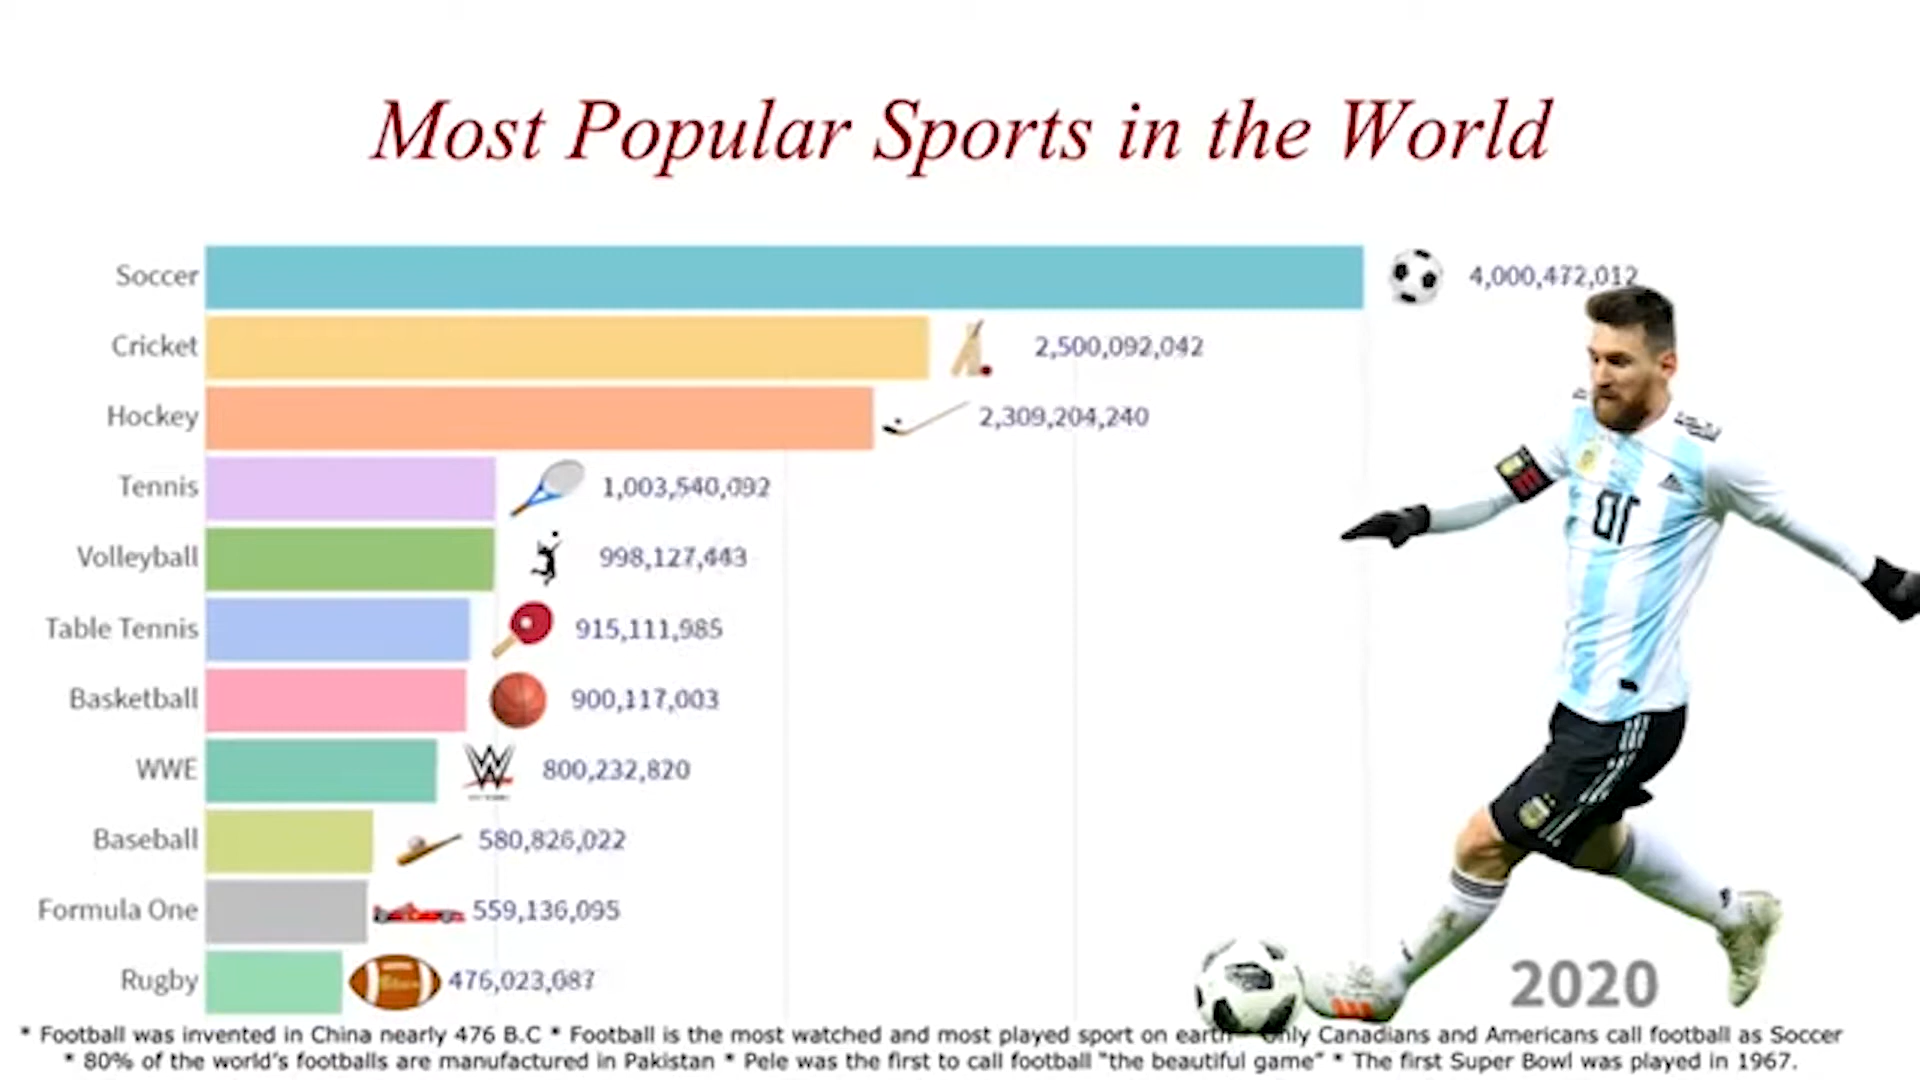 Most Popular Sports in the World
Soccer 4,000,472,012
Cricket 2,500,092,042
Hockey 2,309,204,240
Tennis 1,003,540,092
Volleyball 998,127,443
Table Tennis 915,111,985
Basketball 900,117,003
WWE W 800,232,820
Baseball 580,826,022
Formula One 559,136,095
Rugby 476,023,087
10
2020
* Football was invented in China nearly 476 B.C * Football is the most watched and most played sport on earth Only Canadians and Americans call football as Soccer
* 80% of the world's footballs are manufactured in Pakistan * Pele was the first to call football "the beautiful game" * The first Super Bowl was played in 1967.